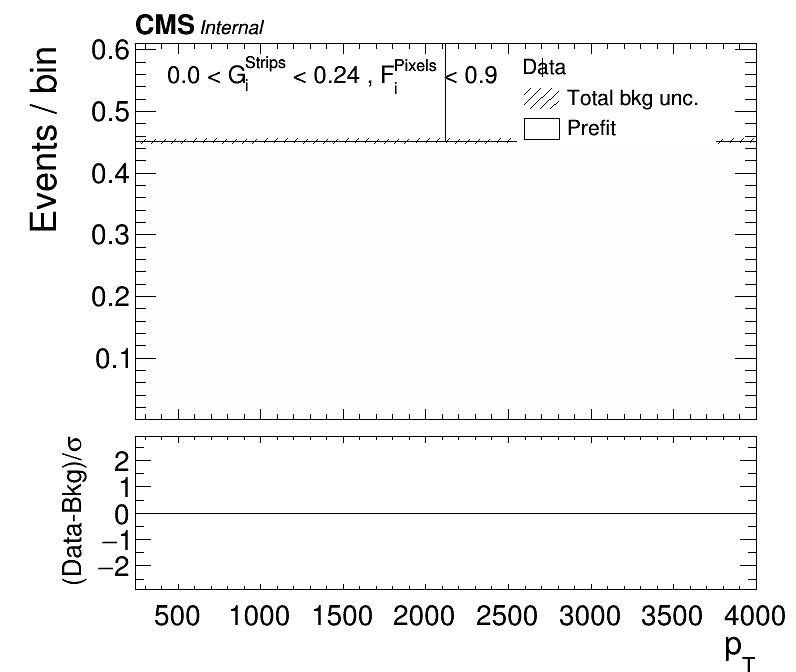 CMS Internal
Events / bin
0.6
0.5
0.4
0.3
0.2
0.1
0.0 < G_i^Strips < 0.24 , F_i^Pixels < 0.9
Data
Total bkg unc.
Prefit
(Data-Bkg)/σ
2
1
0
−1
−2
500 1000 1500 2000 2500 3000 3500 4000
p_T